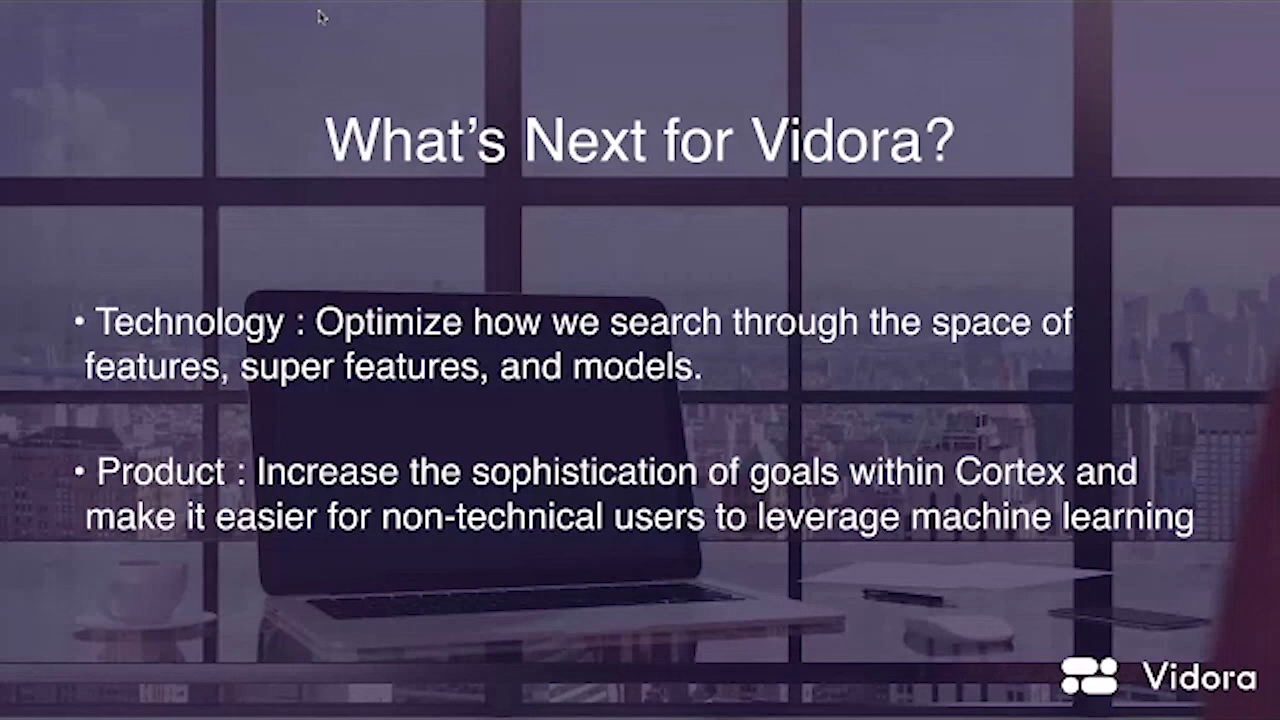 What's Next for Vidora?
• Technology : Optimize how we search through the space of
features, super features, and models.
• Product : Increase the sophistication of goals within Cortex and
make it easier for non-technical users to leverage machine learning
Vidora